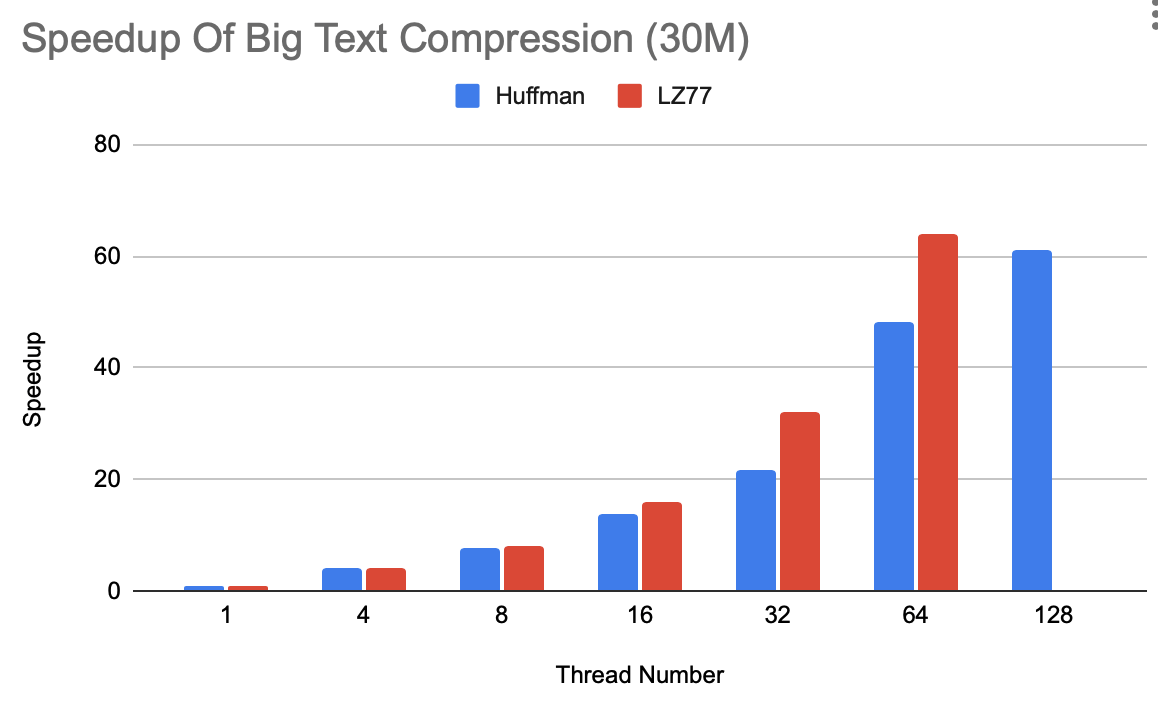 Speedup Of Big Text Compression (30M)
Huffman LZ77
80
60
40
20
0
Speedup
1 4 8 16 32 64 128
Thread Number